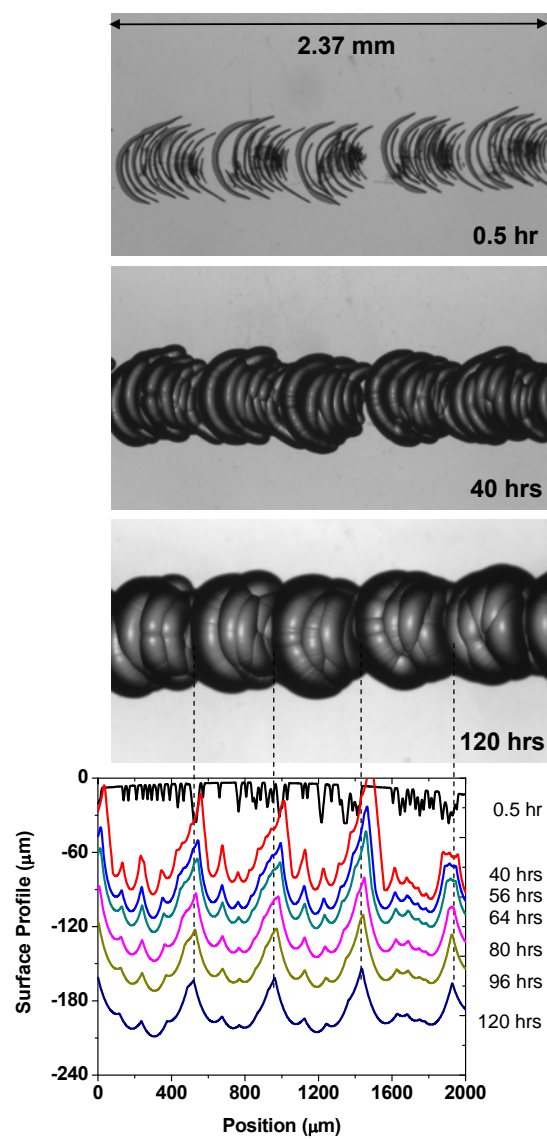 2.37 mm
0.5 hr
40 hrs
120 hrs
0
-60
-120
-180
-240
Surface Profile (μm)
0.5 hr
40 hrs
56 hrs
64 hrs
80 hrs
96 hrs
120 hrs
0 400 800 1200 1600 2000
Position (μm)